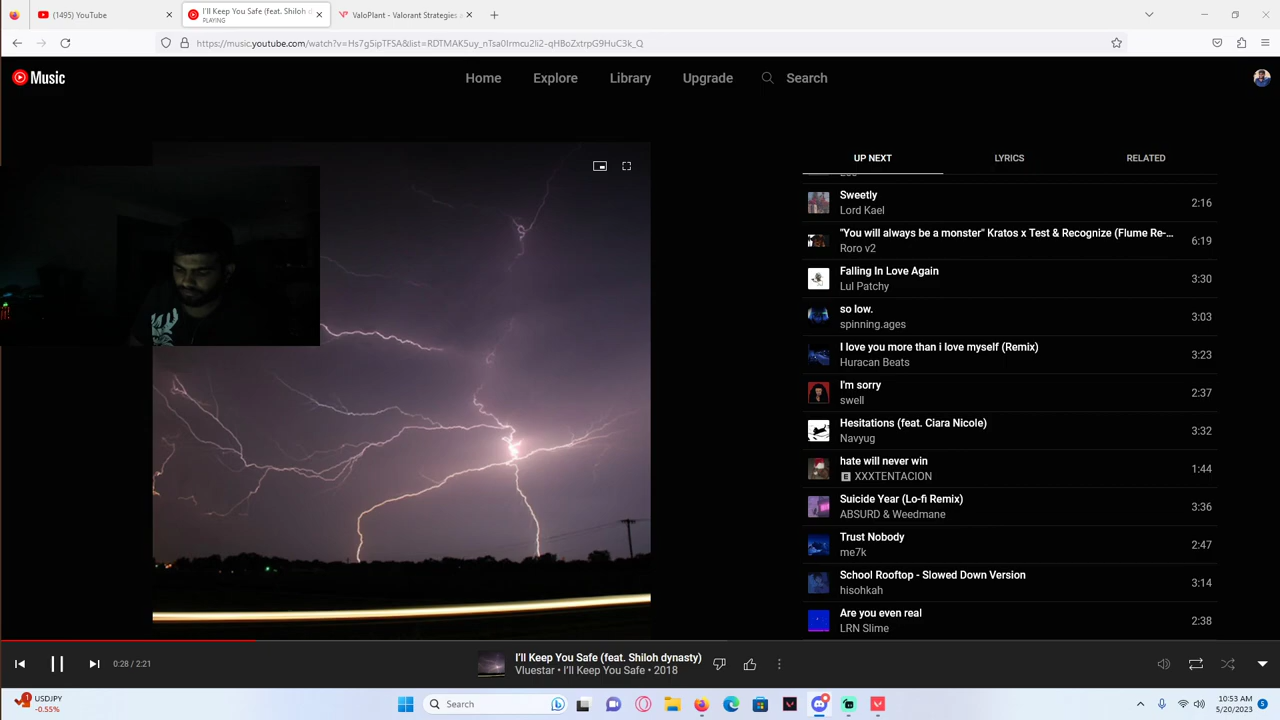 (1495) YouTube
I'll Keep You Safe (feat. Shiloh d
PLAYING
ValoPlant - Valorant Strategies a
https://music.youtube.com/watch?v=Hs7g5ipTFSA&list=RDTMAK5uy_nTsa0Irmcu2li2-qHBoZxtrpG9HuC3k_Q
Music
Home
Explore
Library
Upgrade
Search
UP NEXT
LYRICS
RELATED
Sweetly
Lord Kael
2:16
"You will always be a monster" Kratos x Test & Recognize (Flume Re-...
Roro v2
6:19
Falling In Love Again
Lul Patchy
3:30
so low.
spinning.ages
3:03
I love you more than i love myself (Remix)
Huracan Beats
3:23
I'm sorry
swell
2:37
Hesitations (feat. Ciara Nicole)
Navyug
3:32
hate will never win
E XXXTENTACION
1:44
Suicide Year (Lo-fi Remix)
ABSURD & Weedmane
3:36
Trust Nobody
me7k
2:47
School Rooftop - Slowed Down Version
hisohkah
3:14
Are you even real
LRN Slime
2:38
0:28 / 2:21
I'll Keep You Safe (feat. Shiloh dynasty)
Vluestar • I'll Keep You Safe • 2018
1
USDJPY
-0.55%
Search
10:53 AM
5/20/2023
5